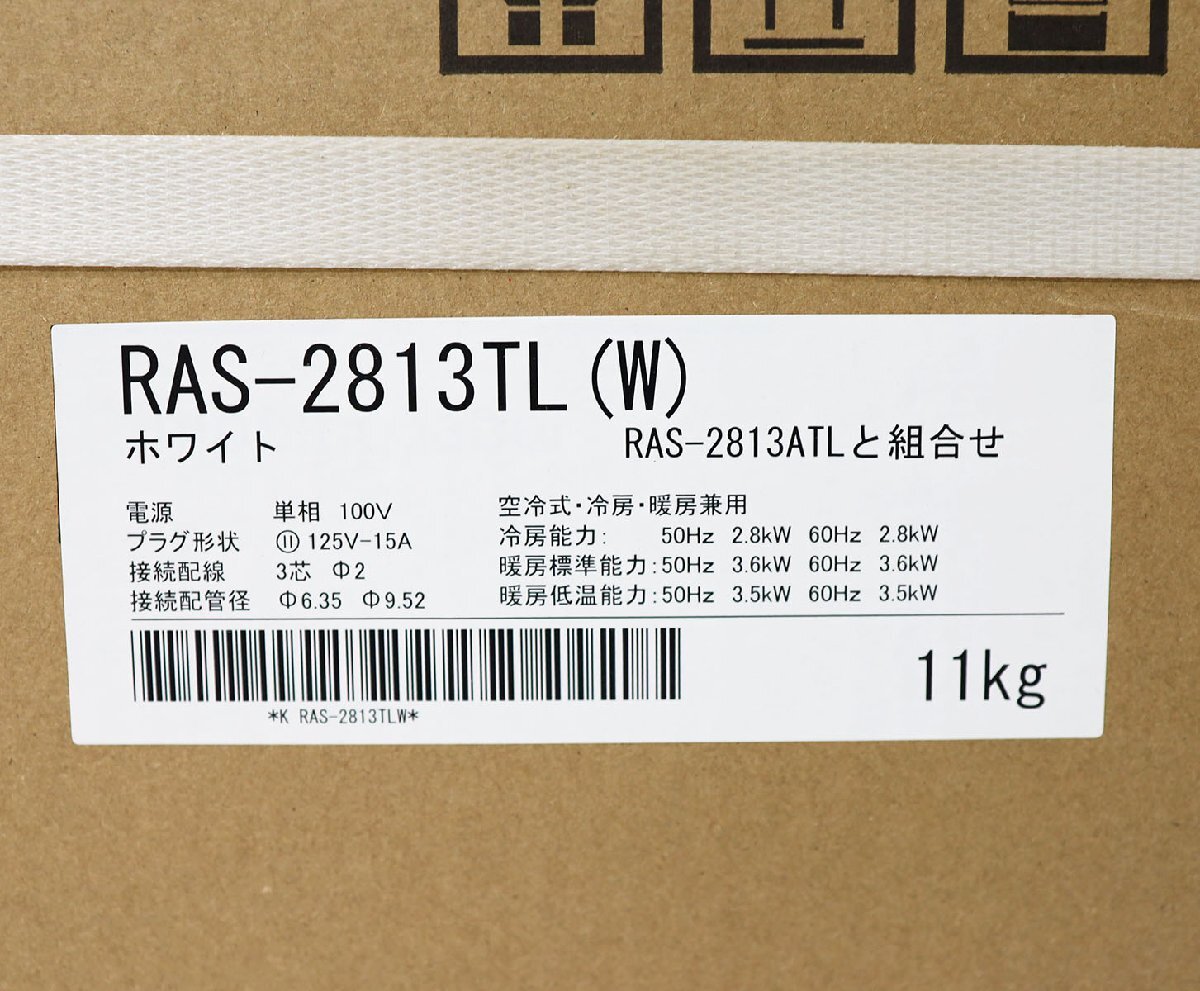 RAS-2813TL(W)
ホワイト
RAS-2813ATLと組合せ
電源 単相 100V
プラグ形状 ⑪ 125V-15A
接続配線 3芯 Φ2
接続配管径 Φ6.35 Φ9.52
空冷式・冷房・暖房兼用
冷房能力: 50Hz 2.8kW 60Hz 2.8kW
暖房標準能力:50Hz 3.6kW 60Hz 3.6kW
暖房低温能力:50Hz 3.5kW 60Hz 3.5kW
*K RAS-2813TLW*
11kg